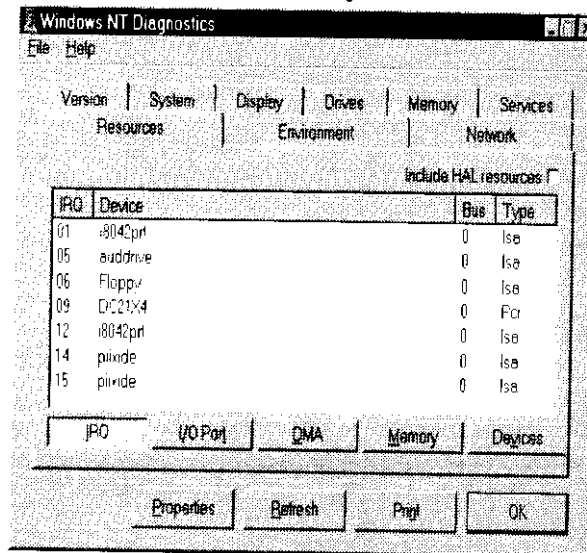 Windows NT Diagnostics
File Help
Version System Display Drives Memory Services
Resources Environment Network
Include HAL resources
IRQ Device Bus Type
01 i8042prt 0 Isa
05 auddrive 0 Isa
06 Floppy 0 Isa
09 DC21X4 0 Pci
12 i8042prt 0 Isa
14 piixide 0 Isa
15 piixide 0 Isa
IRQ I/O Port DMA Memory Devices
Properties Refresh Print OK